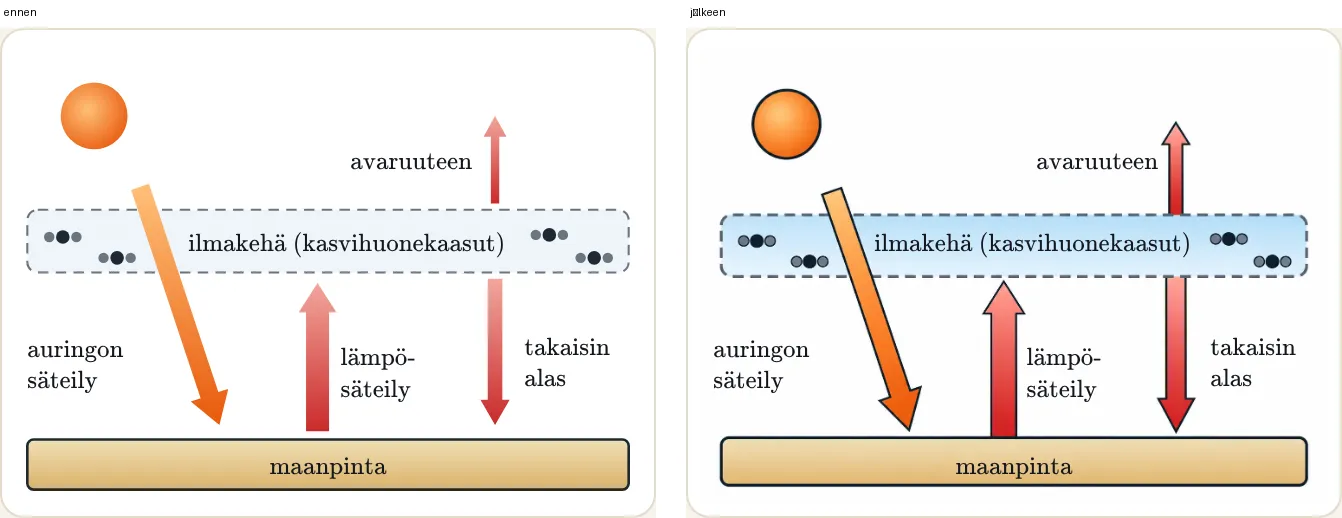 ennen
avaruuteen
ilmakehä (kasvihuonekaasut)
auringon
säteily
lämpö-
säteily
takaisin
alas
maanpinta
j□lkeen
avaruuteen
ilmakehä (kasvihuonekaasut)
auringon
säteily
lämpö-
säteily
takaisin
alas
maanpinta